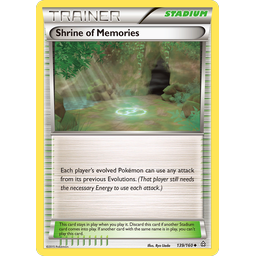 TRAINER
STADIUM
Shrine of Memories
Each player's evolved Pokémon can use any attack
from its previous Evolutions. (That player still needs
the necessary Energy to use each attack.)
This card stays in play when you play it. Discard this card if another Stadium
card comes into play. If another card with the same name is in play, you can't
play this card.
Illus. Ryo Ueda
139/160